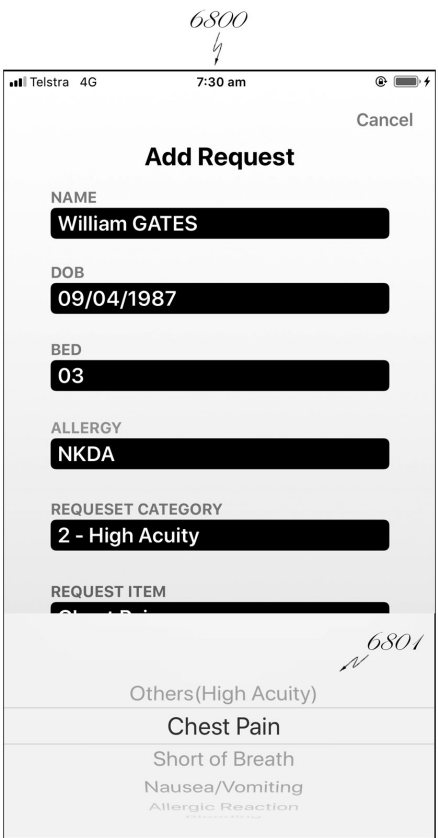 6800
Telstra 4G 7:30 am
Cancel
Add Request
NAME
William GATES
DOB
09/04/1987
BED
03
ALLERGY
NKDA
REQUESET CATEGORY
2 - High Acuity
REQUEST ITEM
Chest Pain
6801
Others(High Acuity)
Chest Pain
Short of Breath
Nausea/Vomiting
Allergic Reaction